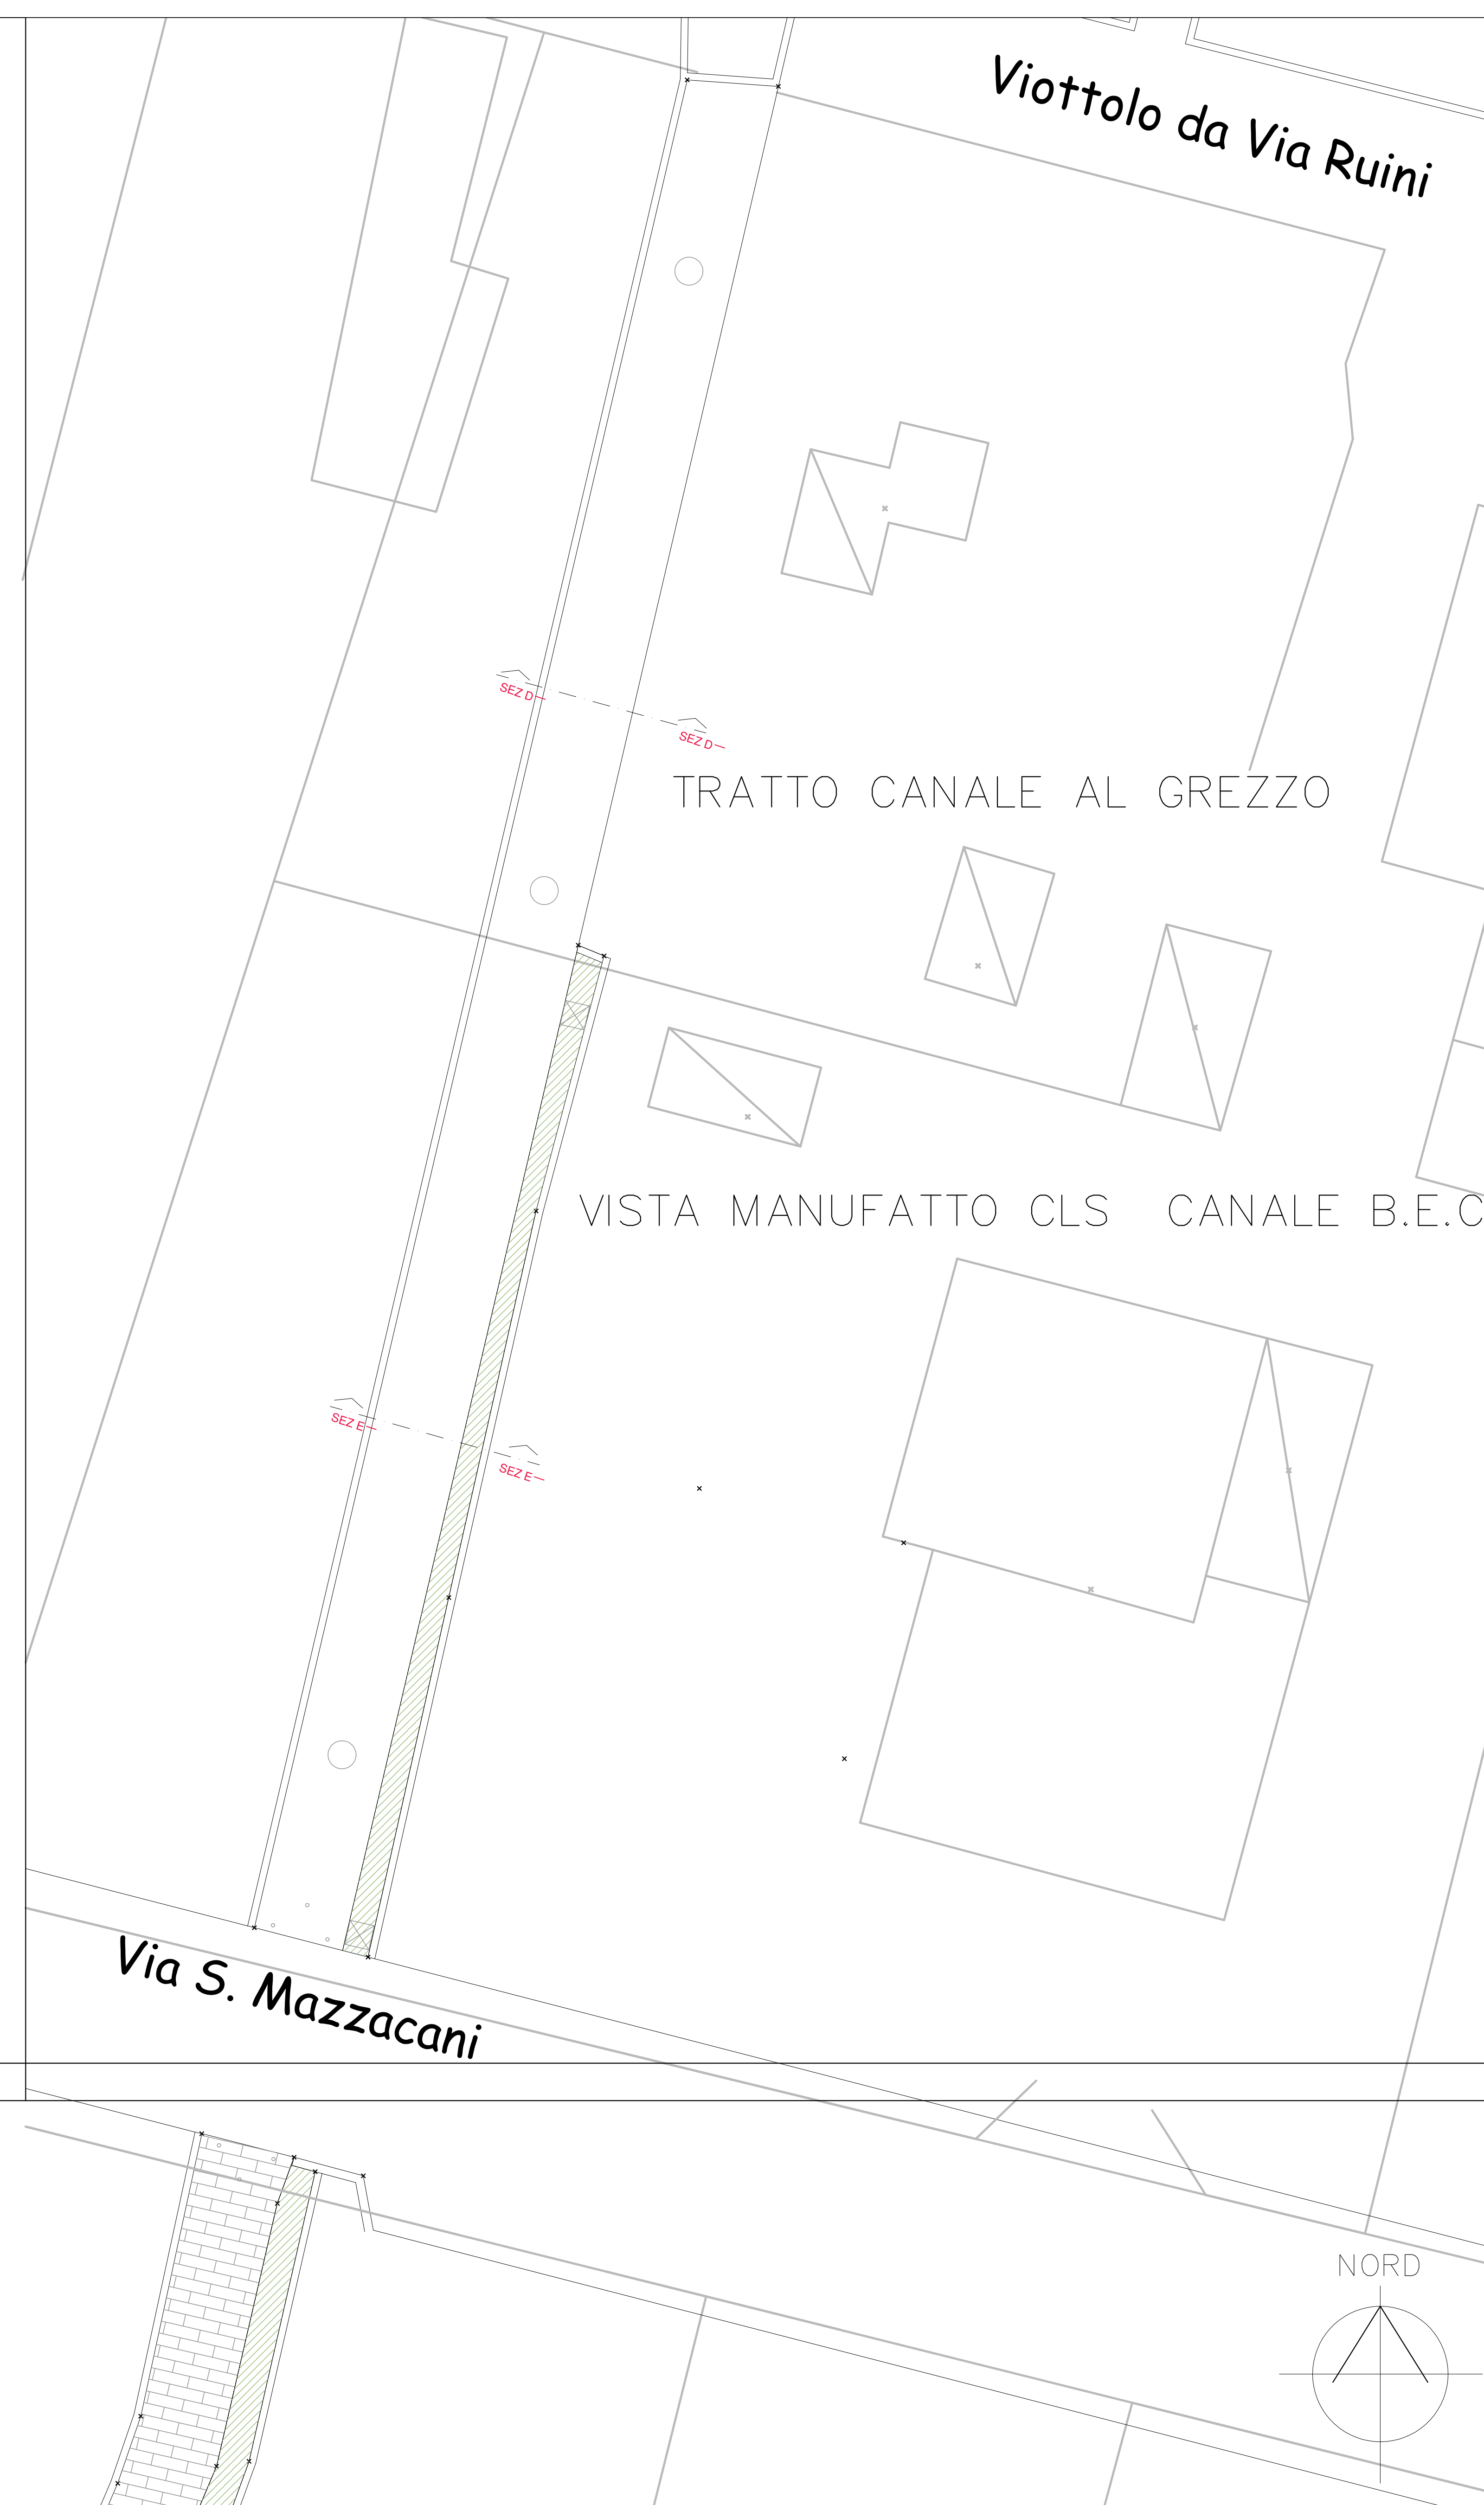 Viottolo da Via Ruini
SEZ D
SEZ D
TRATTO CANALE AL GREZZO
VISTA MANUFATTO CLS CANALE B.E.C
SEZ E
SEZ E
Via S. Mazzacani
NORD